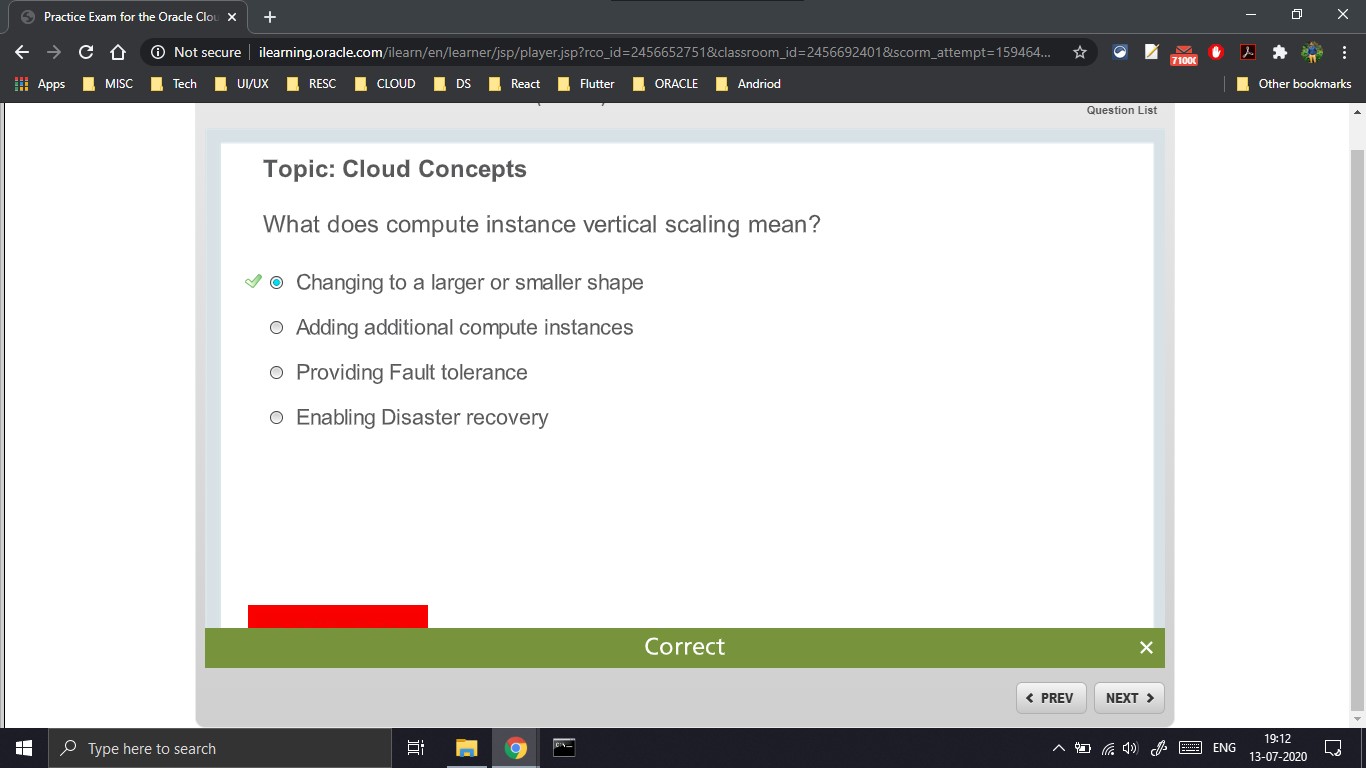 Practice Exam for the Oracle Clou
Not secure
ilearning.oracle.com/ilearn/en/learner/jsp/player.jsp?rco_id=2456652751&classroom_id=2456692401&scorm_attempt=159464...
7100(
Apps MISC Tech UI/UX RESC CLOUD DS React Flutter ORACLE Andriod Other bookmarks
Question List
Topic: Cloud Concepts
What does compute instance vertical scaling mean?
Changing to a larger or smaller shape
Adding additional compute instances
Providing Fault tolerance
Enabling Disaster recovery
Correct
PREV NEXT
Type here to search
ENG
19:12
13-07-2020